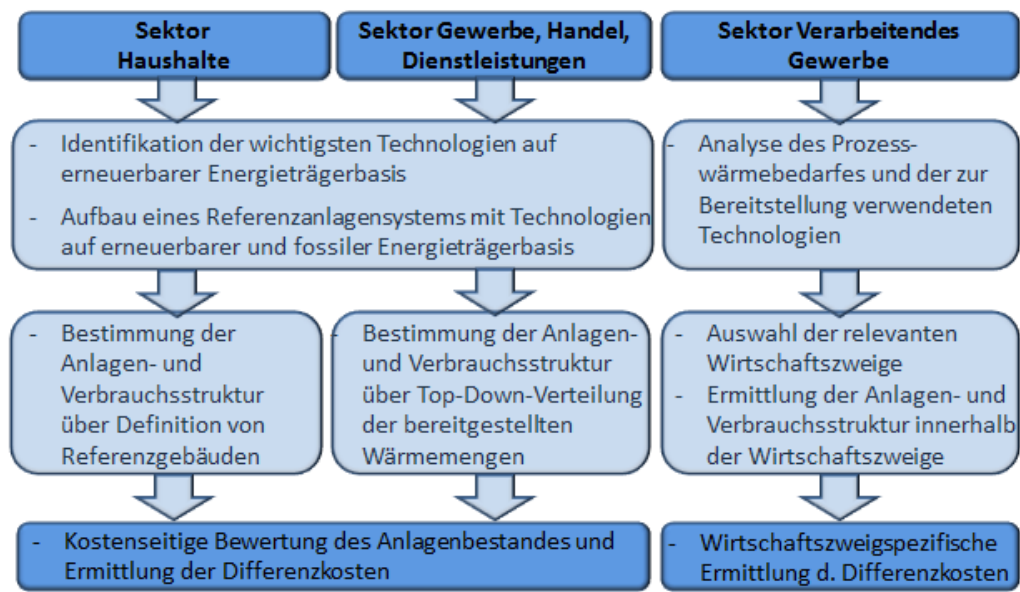 Sektor
Haushalte
Sektor Gewerbe, Handel,
Dienstleistungen
Sektor Verarbeitendes
Gewerbe
- Identifikation der wichtigsten Technologien auf
erneuerbarer Energieträgerbasis
- Aufbau eines Referenzanlagensystems mit Technologien
auf erneuerbarer und fossiler Energieträgerbasis
- Analyse des Prozess-
wärmebedarfes und der zur
Bereitstellung verwendeten
Technologien
- Bestimmung der
Anlagen- und
Verbrauchsstruktur
über Definition von
Referenzgebäuden
- Bestimmung der Anlagen-
und Verbrauchsstruktur
über Top-Down-Verteilung
der bereitgestellten
Wärmemengen
- Auswahl der relevanten
Wirtschaftszweige
- Ermittlung der Anlagen- und
Verbrauchsstruktur innerhalb
der Wirtschaftszweige
- Kostenseitige Bewertung des Anlagenbestandes und
Ermittlung der Differenzkosten
- Wirtschaftszweigspezifische
Ermittlung d. Differenzkosten